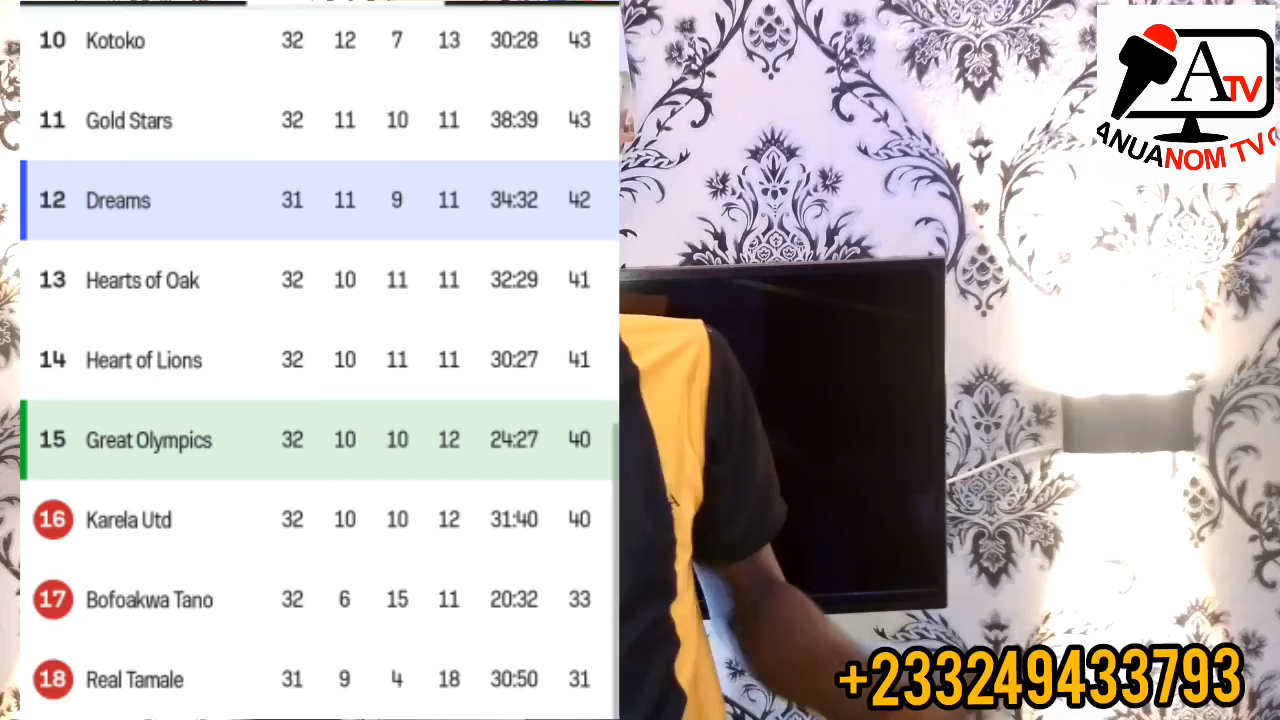 10 Kotoko 32 12 7 13 30:28 43
11 Gold Stars 32 11 10 11 38:39 43
12 Dreams 31 11 9 11 34:32 42
13 Hearts of Oak 32 10 11 11 32:29 41
14 Heart of Lions 32 10 11 11 30:27 41
15 Great Olympics 32 10 10 12 24:27 40
16 Karela Utd 32 10 10 12 31:40 40
17 Bofoakwa Tano 32 6 15 11 20:32 33
18 Real Tamale 31 9 4 18 30:50 31
A TV
ANUANOM TV
+233249433793